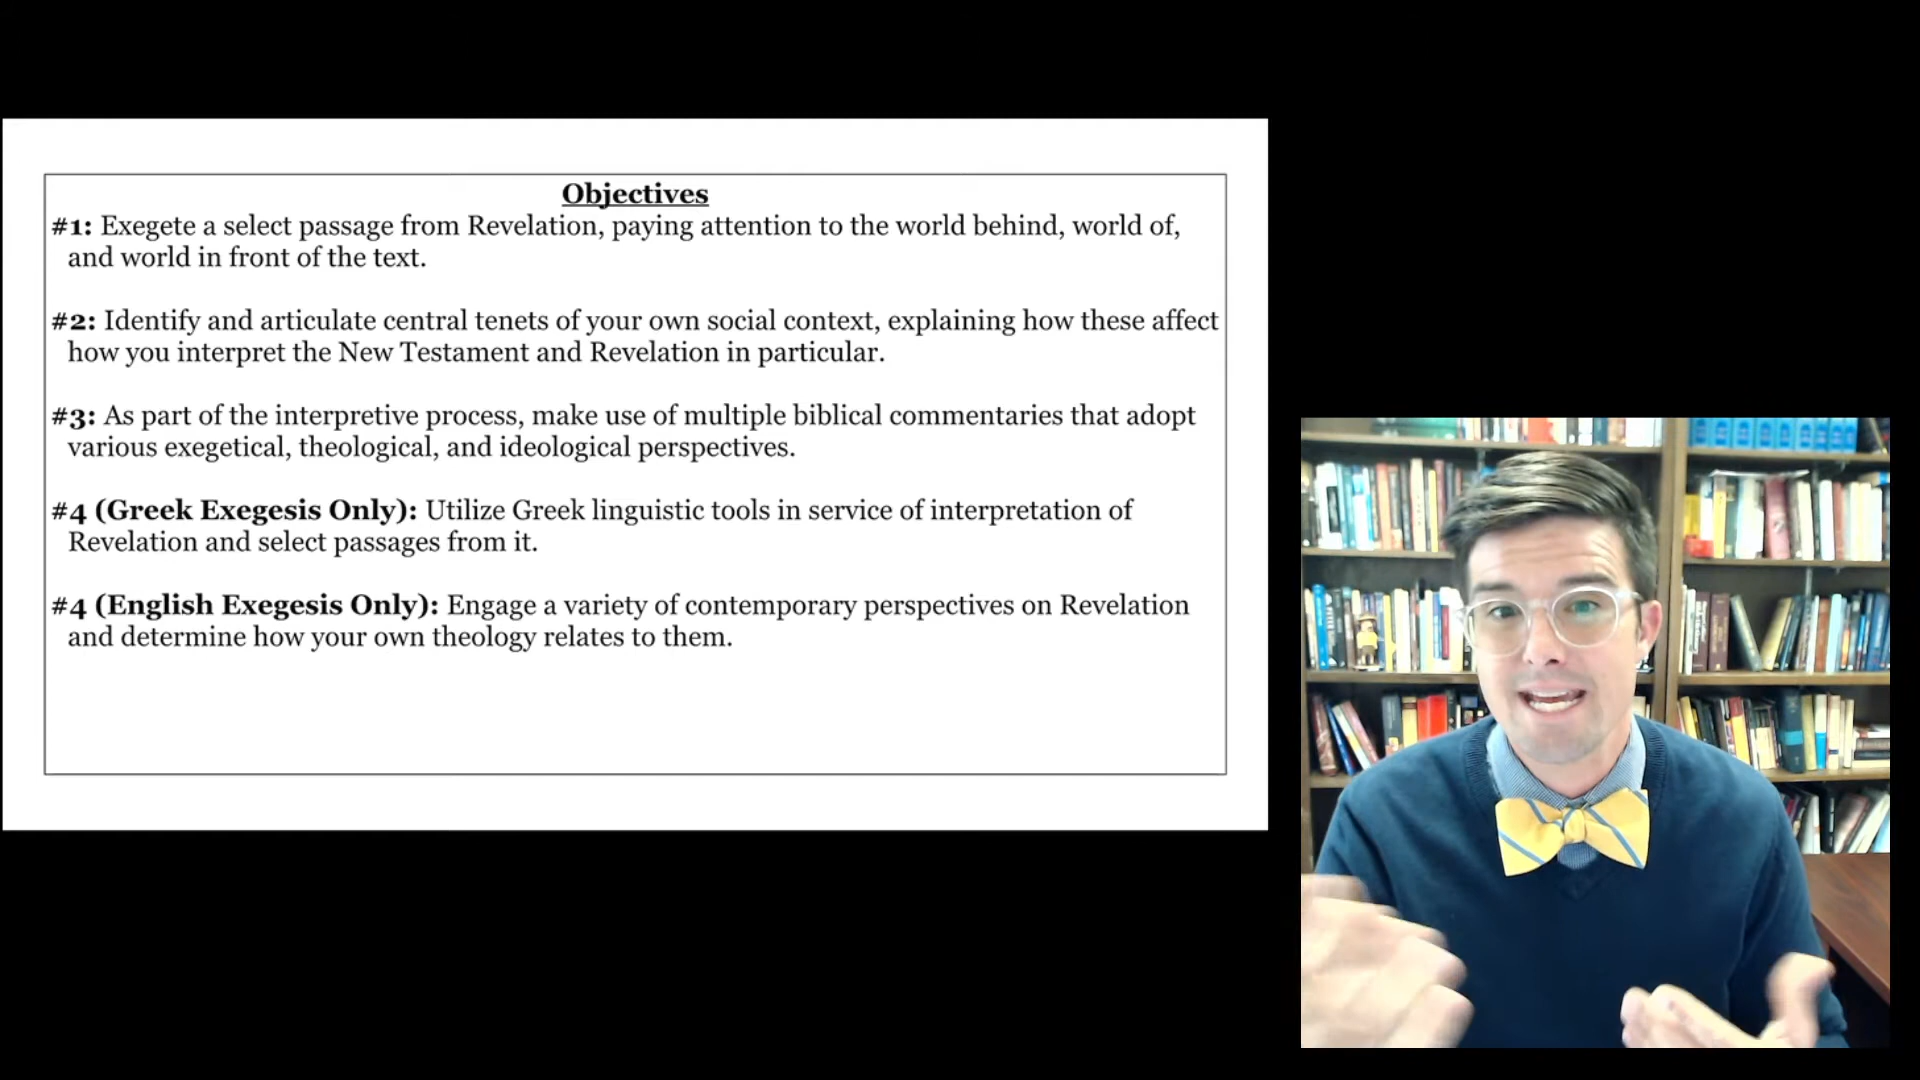 Objectives
#1: Exegete a select passage from Revelation, paying attention to the world behind, world of,
and world in front of the text.
#2: Identify and articulate central tenets of your own social context, explaining how these affect
how you interpret the New Testament and Revelation in particular.
#3: As part of the interpretive process, make use of multiple biblical commentaries that adopt
various exegetical, theological, and ideological perspectives.
#4 (Greek Exegesis Only): Utilize Greek linguistic tools in service of interpretation of
Revelation and select passages from it.
#4 (English Exegesis Only): Engage a variety of contemporary perspectives on Revelation
and determine how your own theology relates to them.